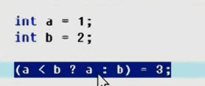 int a = 1;
int b = 2;
(a < b ? a : b) = 3;